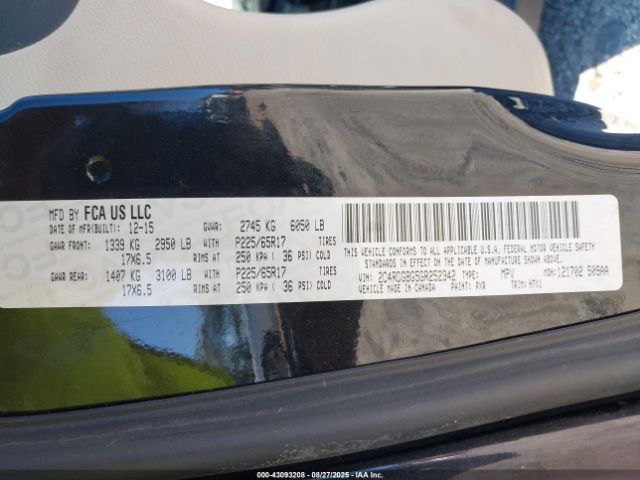 MFD BY FCA US LLC
DATE OF MFR(BUILT): 12-15 GVWR: 2745 KG 6050 LB
GAWR FRONT: 1339 KG 2950 LB WITH P225/65R17 TIRES
17X6.5 RIMS AT 250 KPA ( 36 PSI) COLD
GAWR REAR: 1407 KG 3100 LB WITH P225/65R17 TIRES
17X6.5 RIMS AT 250 KPA ( 36 PSI) COLD
THIS VEHICLE CONFORMS TO ALL APPLICABLE U.S.A. FEDERAL MOTOR VEHICLE SAFETY
STANDARDS IN EFFECT ON THE DATE OF
MANUFACTURE SHOWN ABOVE.
VIN: 2C4RDGBG5GR252342 TYPE: MPV MDH: 121702 509AA
VEHICLE MADE IN CANADA PAINT: PXR TRIM:
000-43093208 - 08/27/2025 - IAA Inc.